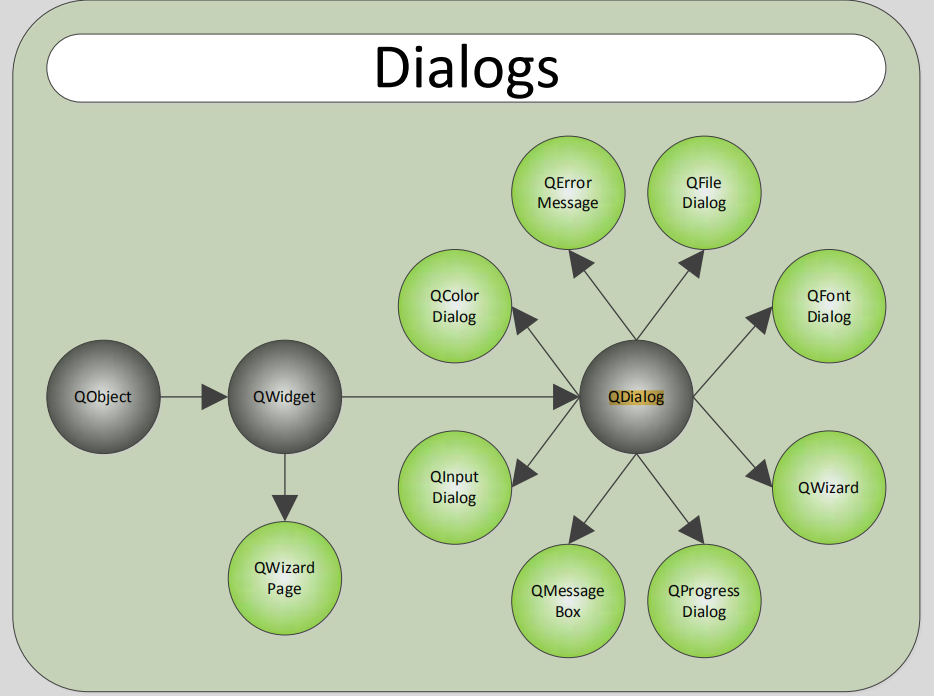 Dialogs
QError
Message
QFile
Dialog
QColor
Dialog
QFont
Dialog
QObject
QWidget
QDialog
QInput
Dialog
QWizard
QWizard
Page
QMessage
Box
QProgress
Dialog